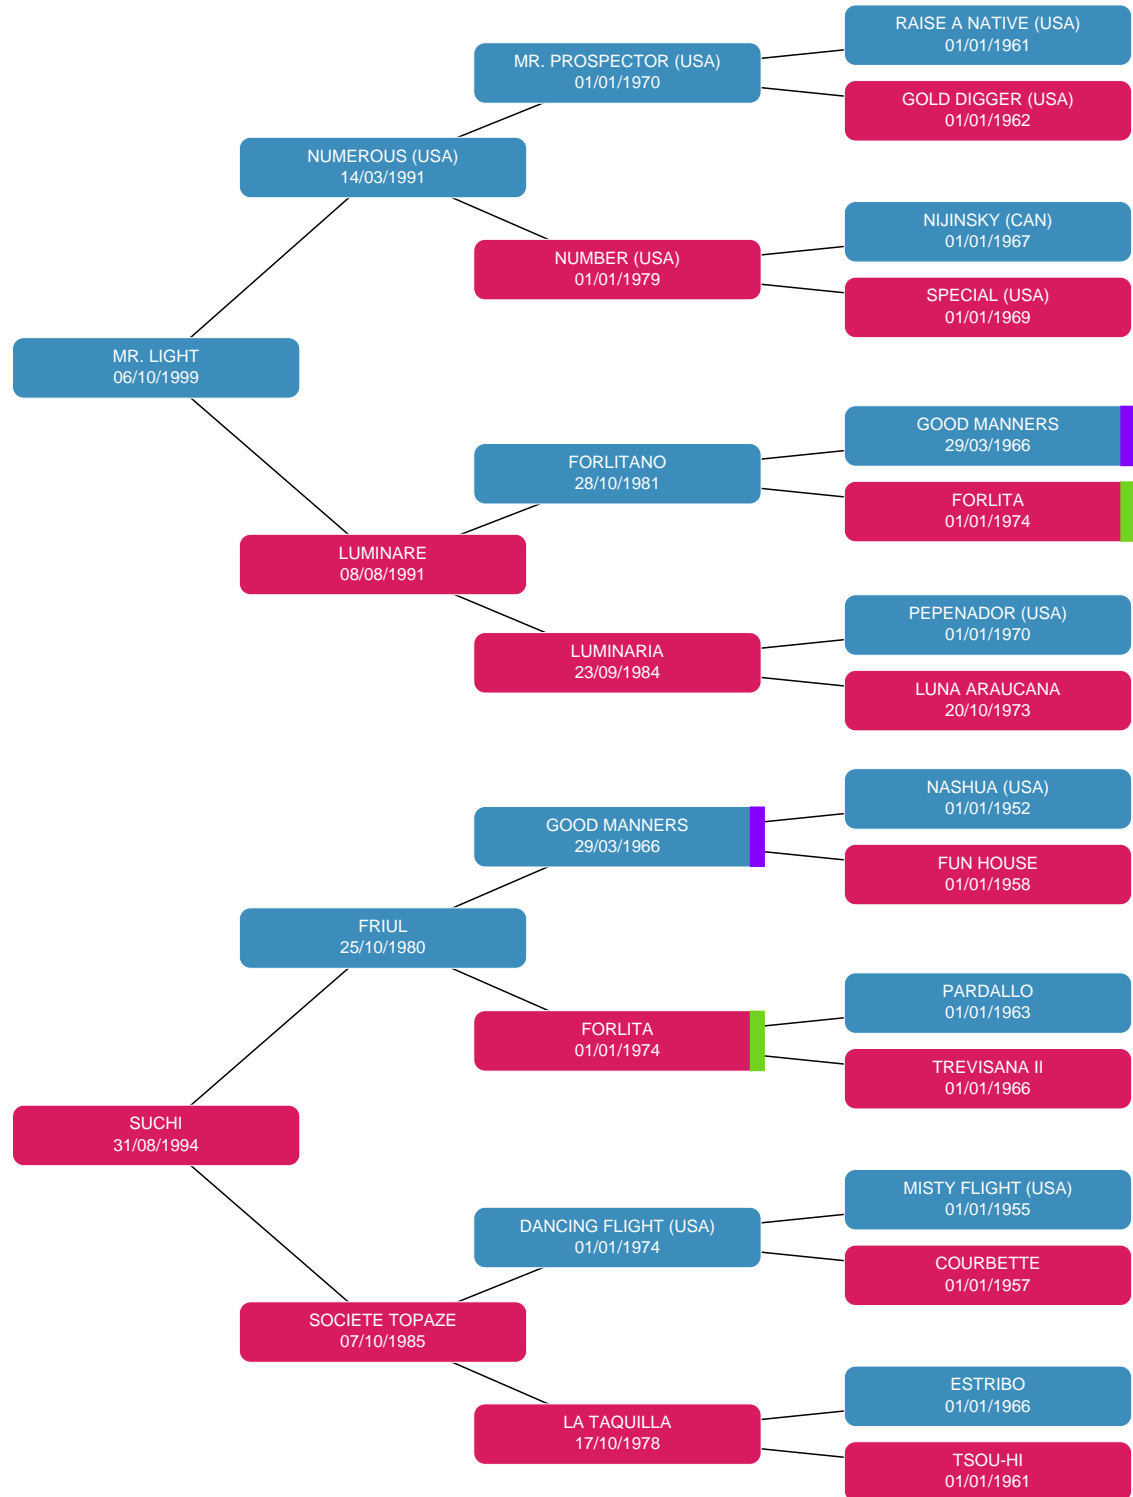 RAISE A NATIVE (USA)
01/01/1961
MR. PROSPECTOR (USA)
01/01/1970
GOLD DIGGER (USA)
01/01/1962
NUMEROUS (USA)
14/03/1991
NIJINSKY (CAN)
01/01/1967
NUMBER (USA)
01/01/1979
SPECIAL (USA)
01/01/1969
MR. LIGHT
06/10/1999
GOOD MANNERS
29/03/1966
FORLITANO
28/10/1981
FORLITA
01/01/1974
LUMINARE
08/08/1991
PEPENADOR (USA)
01/01/1970
LUMINARIA
23/09/1984
LUNA ARAUCANA
20/10/1973
NASHUA (USA)
01/01/1952
GOOD MANNERS
29/03/1966
FUN HOUSE
01/01/1958
FRIUL
25/10/1980
PARDALLO
01/01/1963
FORLITA
01/01/1974
TREVISANA II
01/01/1966
SUCHI
31/08/1994
MISTY FLIGHT (USA)
01/01/1955
DANCING FLIGHT (USA)
01/01/1974
COURBETTE
01/01/1957
SOCIETE TOPAZE
07/10/1985
ESTRIBO
01/01/1966
LA TAQUILLA
17/10/1978
TSOU-HI
01/01/1961